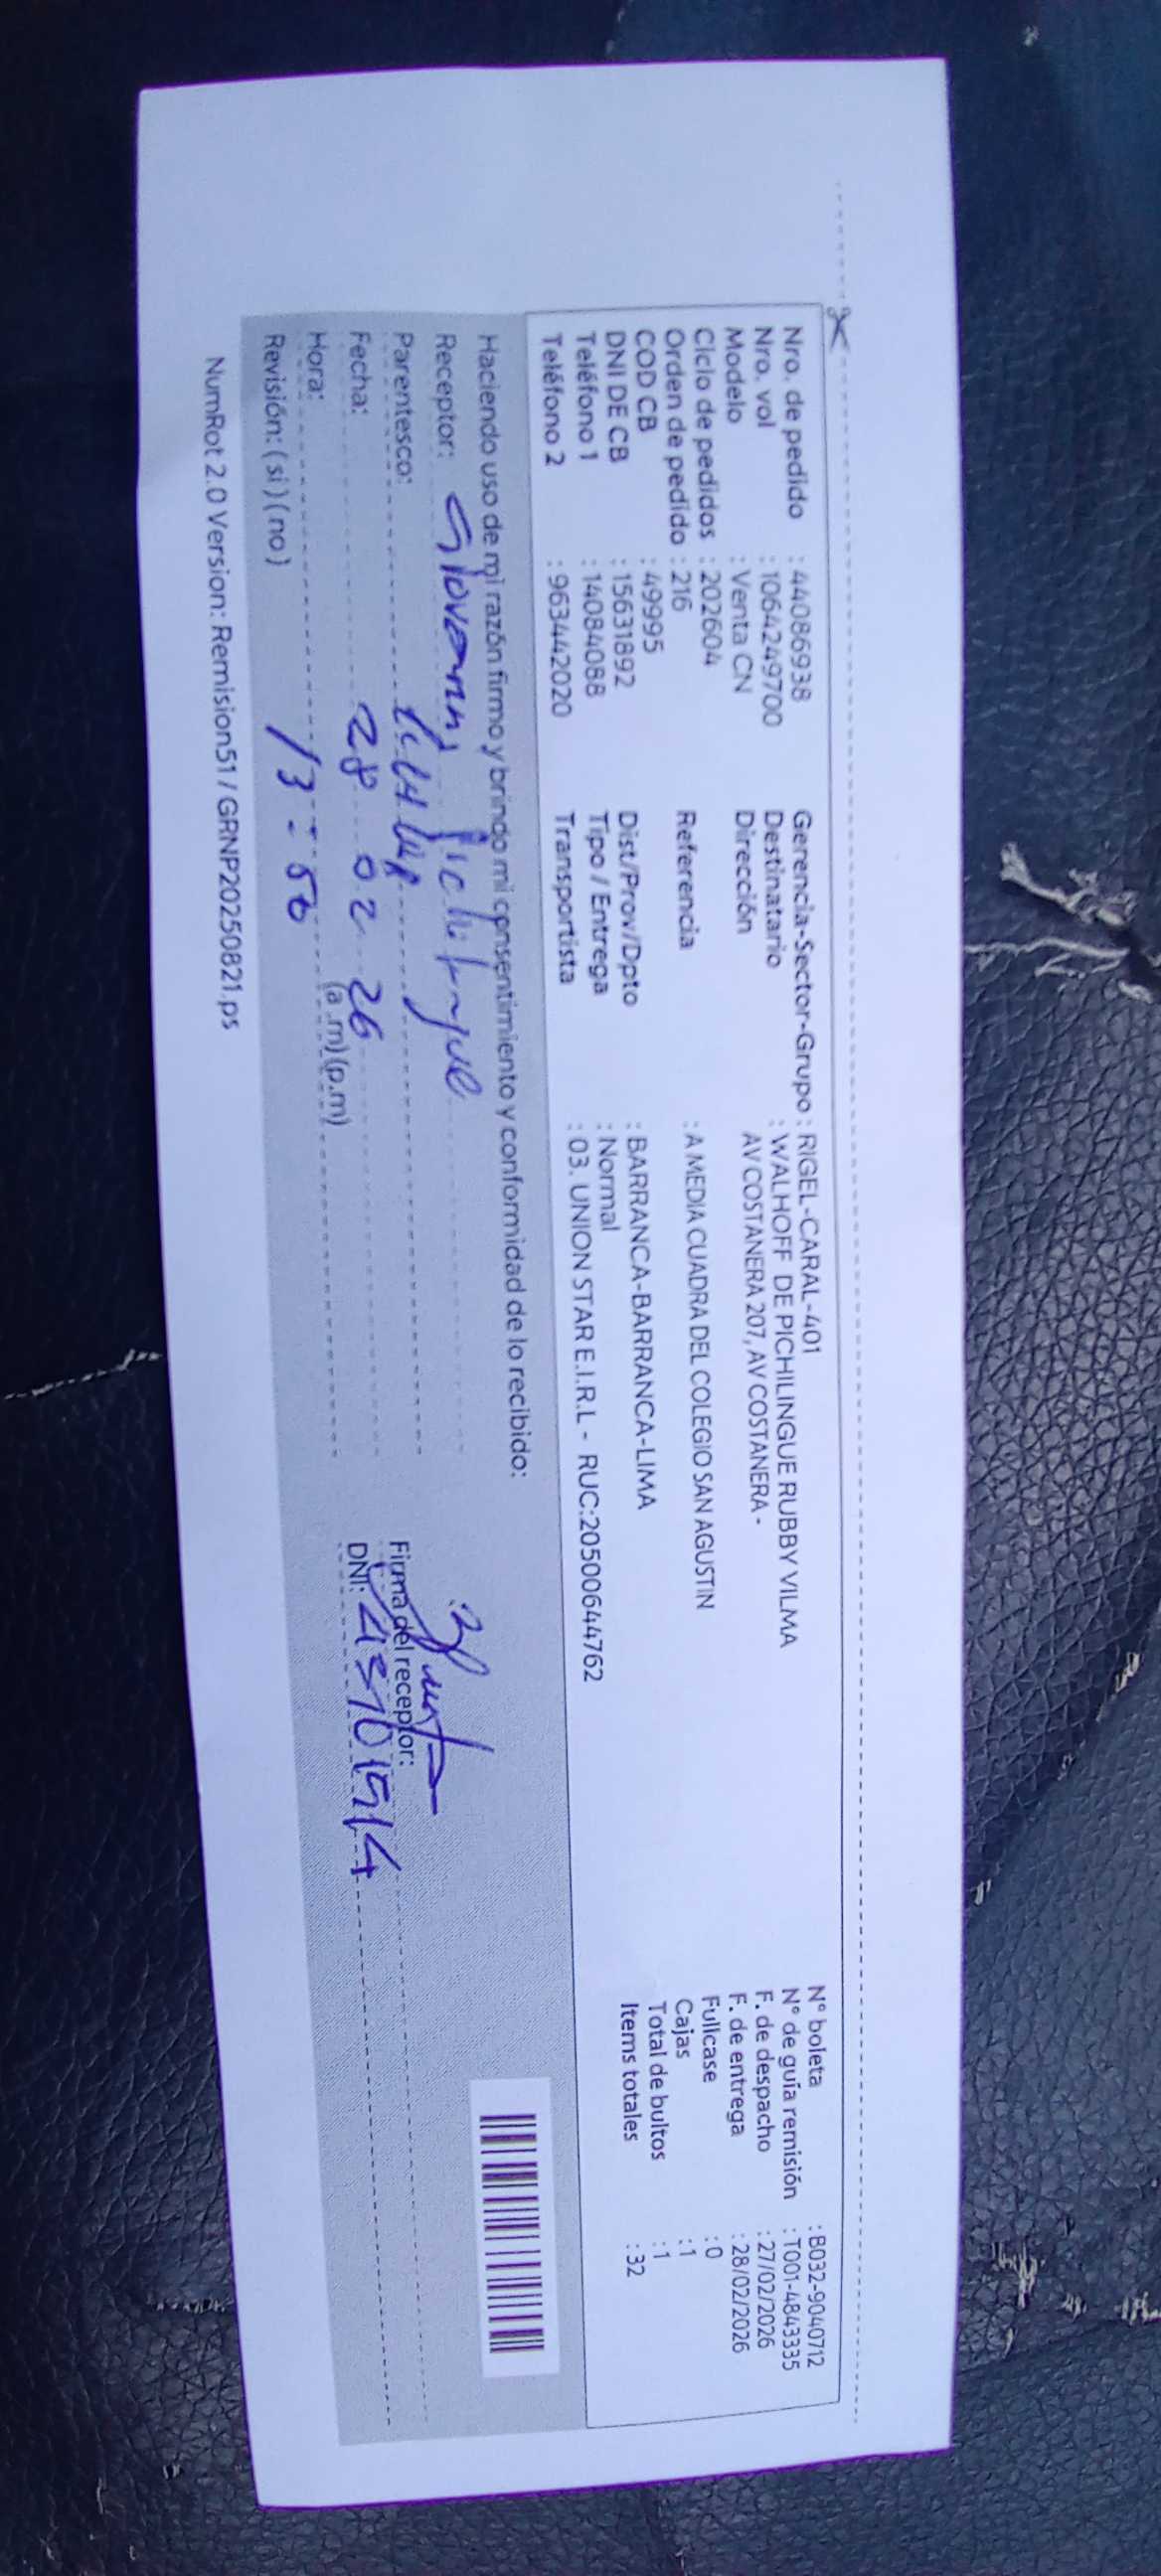 Nro. de pedido : 44086938
Nro. vol : 1064249700
Modelo : Venta CN
Ciclo de pedidos : 202604
Orden de pedido : 216
COD CB : 49995
DNI DE CB : 15631892
Teléfono 1 : 14084088
Teléfono 2 : 963442020
Gerencia-Sector-Grupo : RIGEL-CARAL-401
Destinatario : WALHOFF DE PICHILINGUE RUBBY VILMA
Dirección AV COSTANERA 207, AV COSTANERA -
Referencia : A MEDIA CUADRA DEL COLEGIO SAN AGUSTIN
Dist/Prov/Dpto : BARRANCA-BARRANCA-LIMA
Tipo / Entrega : Normal
Transportista : 03. UNION STAR E.I.R.L - RUC:20500644762
N° boleta : B032-9040712
N° de guía remisión : T001-4843335
F. de despacho : 27/02/2026
F. de entrega : 28/02/2026
Fullcase : 0
Cajas : 1
Total de bultos : 1
Items totales : 32
Haciendo uso de mi razón firmo y brindo mi consentimiento y conformidad de lo recibido:
Receptor: Giovanni Pichilingue
Parentesco:
Fecha: 28 02 26
Hora: 13:50 (a.m) (p.m)
Revisión: ( si ) ( no )
Firma del receptor:
DNI:
NumRot 2.0 Version: Remision51 / GRNP20250821.ps